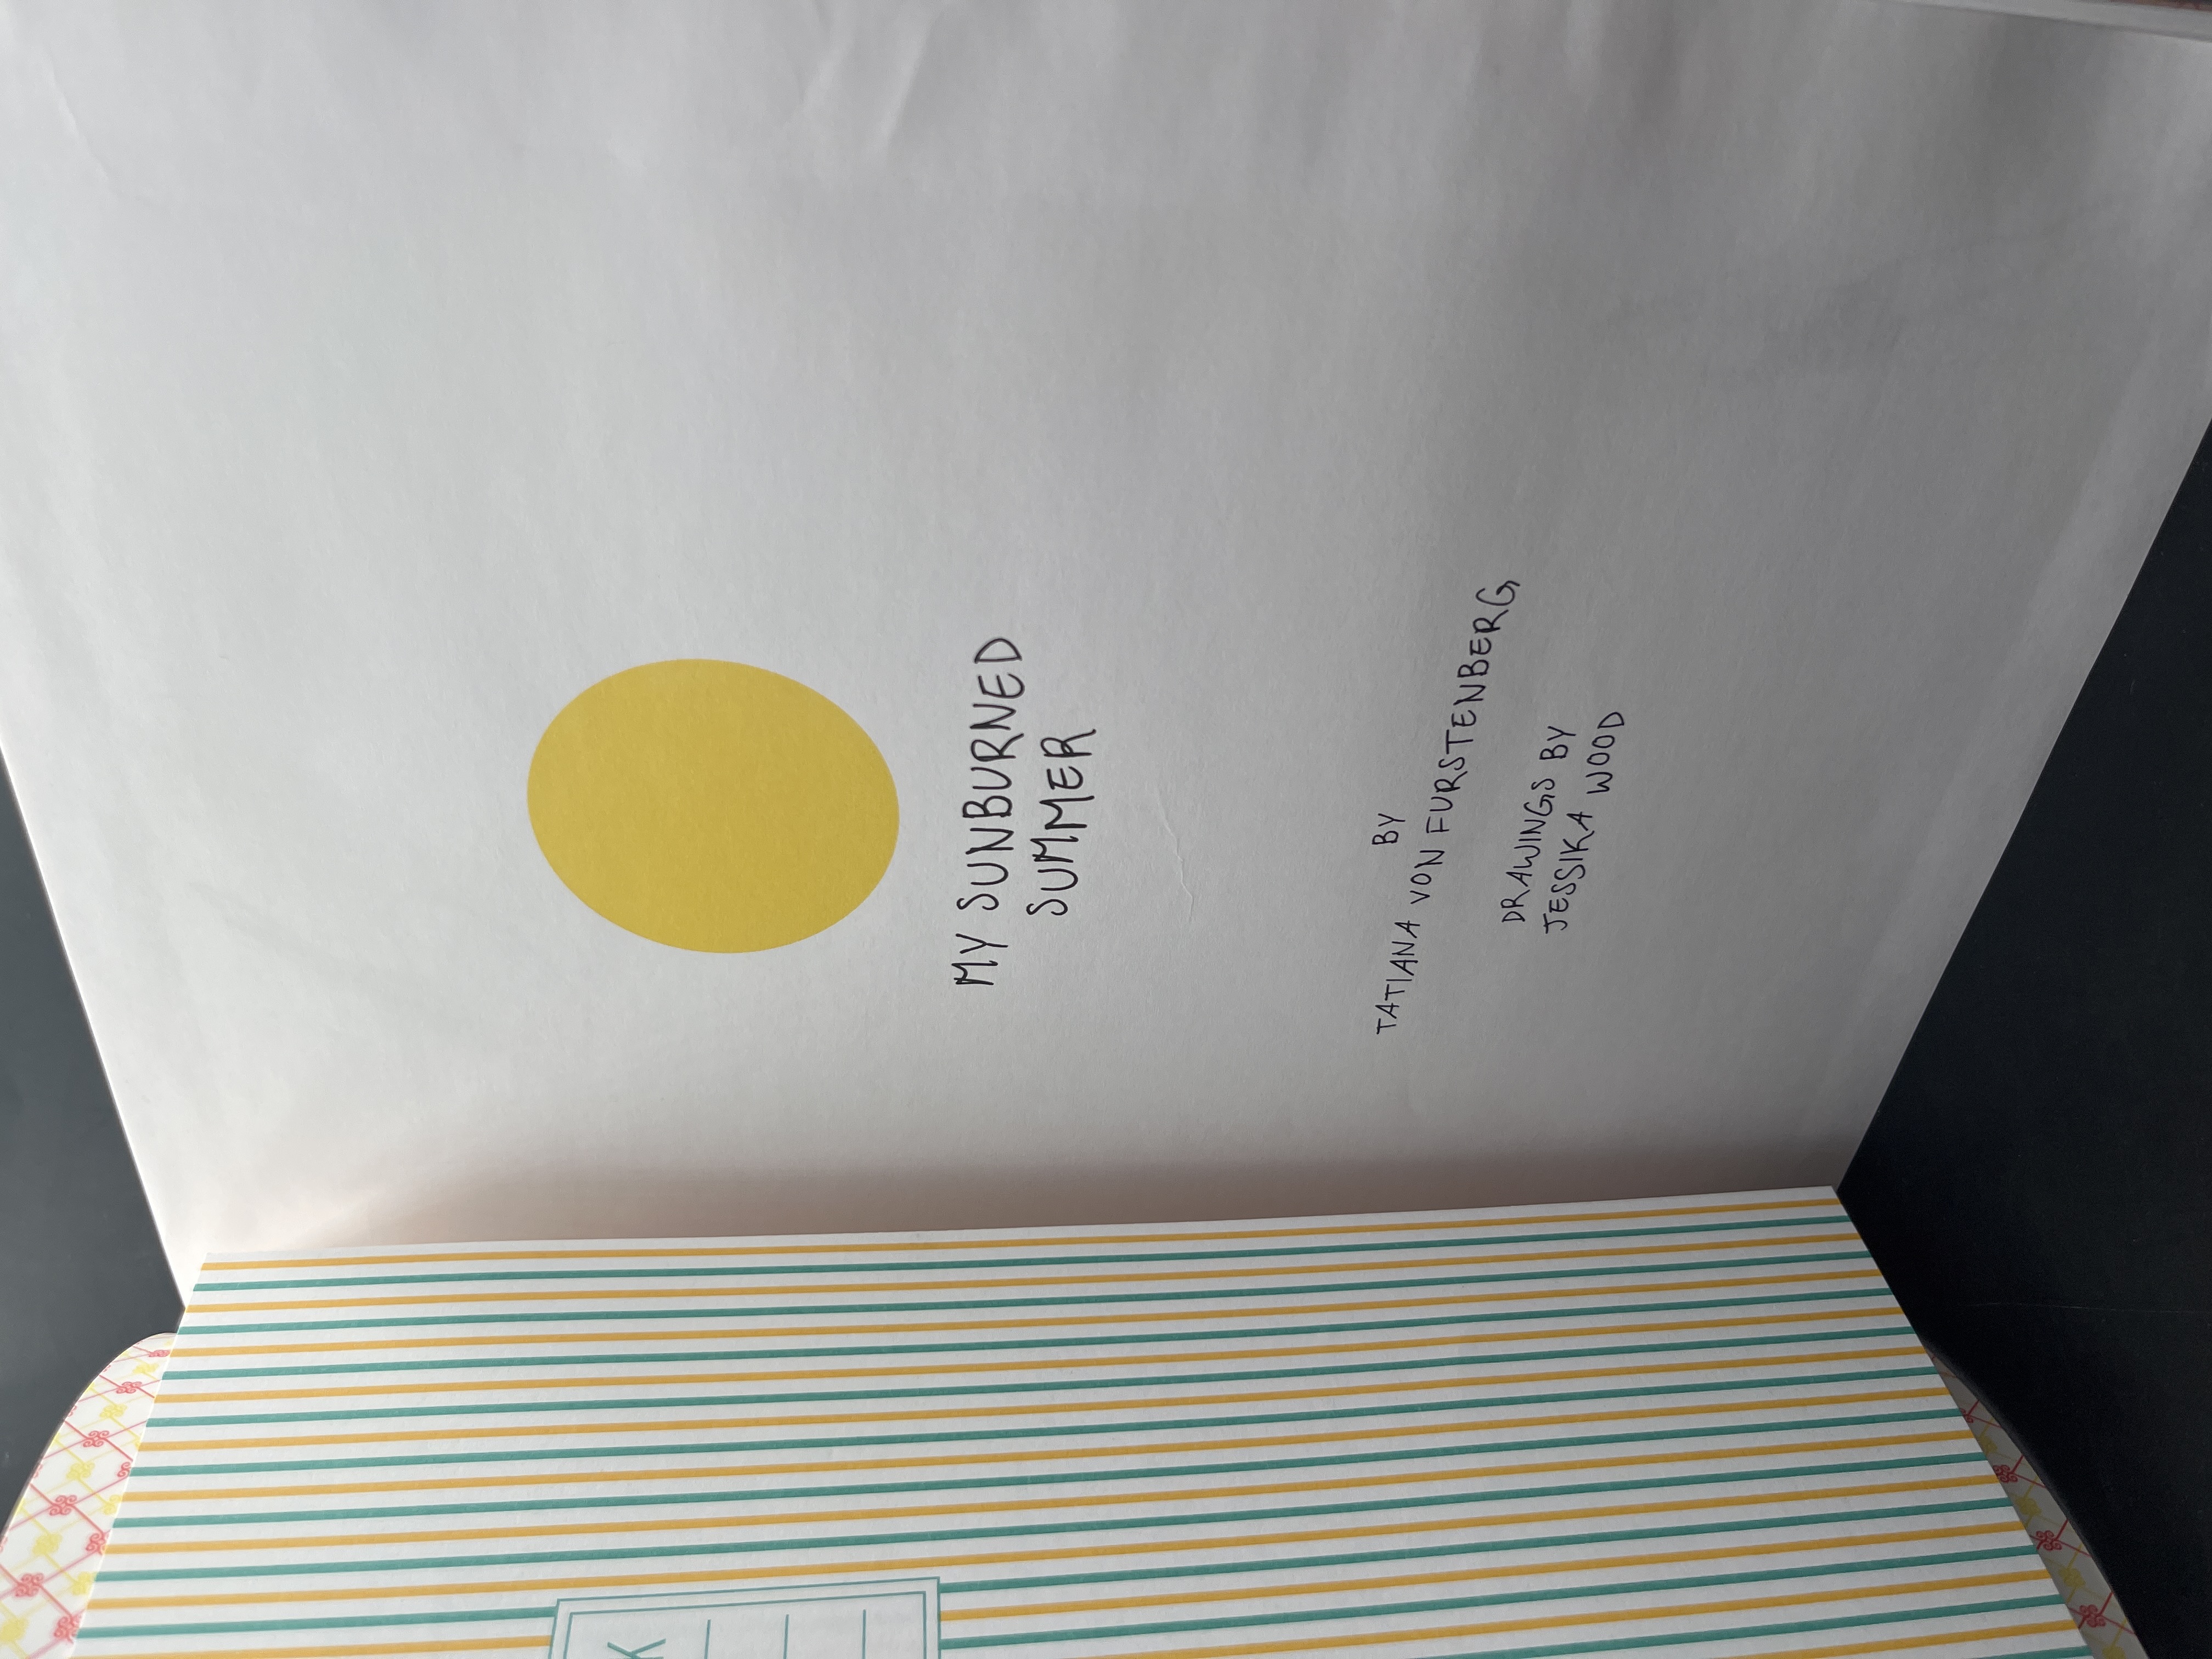 MY SUNBURNED
SUMMER
BY
TATIANA VON FURSTENBERG
DRAWINGS BY
JESSIKA WOOD